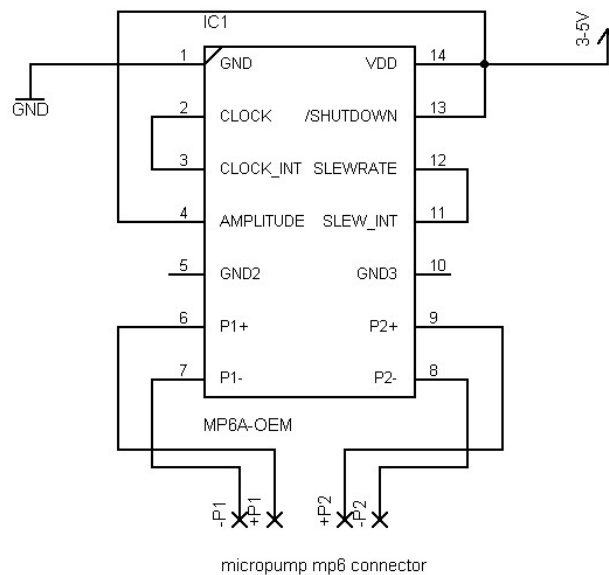 IC1
3-5V
1 GND VDD 14
GND
2 CLOCK /SHUTDOWN 13
3 CLOCK_INT SLEWRATE 12
4 AMPLITUDE SLEW_INT 11
5 GND2 GND3 10
6 P1+ P2+ 9
7 P1- P2- 8
MP6A-OEM
-P1 +P1 +P2 -P2
micropump mp6 connector